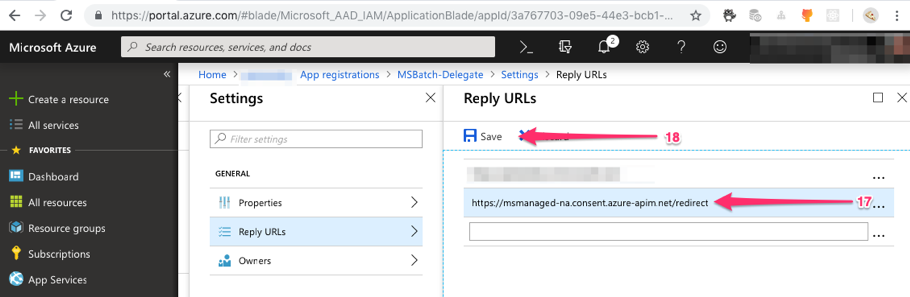 https://portal.azure.com/#blade/Microsoft_AAD_IAM/ApplicationBlade/appId/3a767703-09e5-44e3-bcb1-...
Microsoft Azure
Search resources, services, and docs
2
Home > App registrations > MSBatch-Delegate > Settings > Reply URLs
Create a resource
All services
FAVORITES
Dashboard
All resources
Resource groups
Subscriptions
App Services
Settings
Filter settings
GENERAL
Properties
Reply URLs
Owners
Reply URLs
Save
18
https://msmanaged-na.consent.azure-apim.net/redirect
17